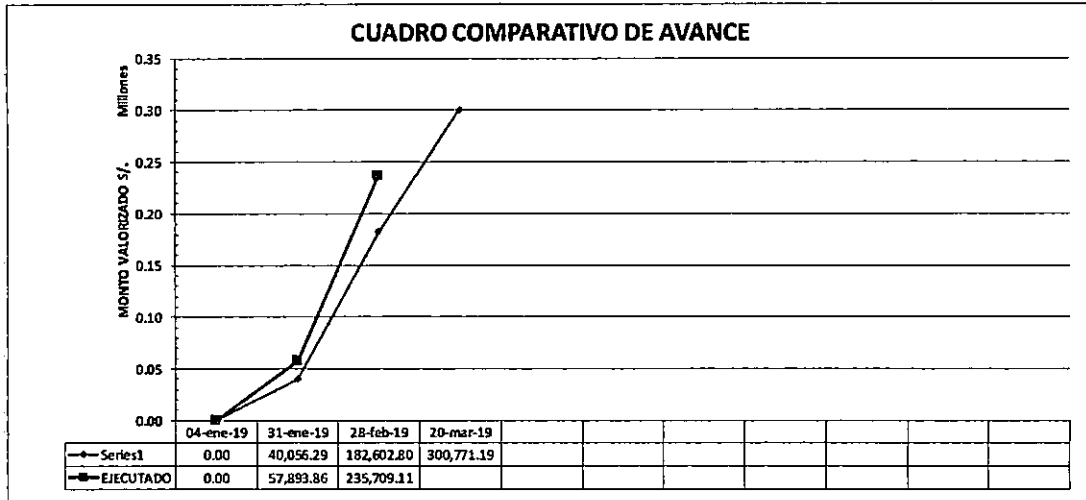 CUADRO COMPARATIVO DE AVANCE
Millones
MONTO VALORIZADO S/.
0.35
0.30
0.25
0.20
0.15
0.10
0.05
0.00
04-ene-19 31-ene-19 28-feb-19 20-mar-19
Series1 0.00 40,056.29 182,602.80 300,771.19
EJECUTADO 0.00 57,893.86 235,709.11